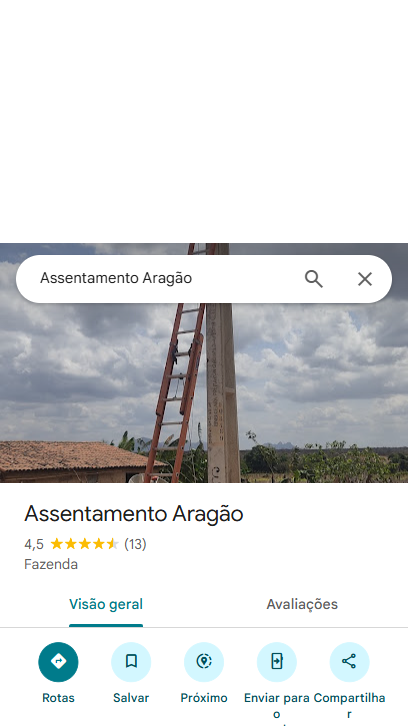 Assentamento Aragão
Assentamento Aragão
4,5 (13)
Fazenda
Visão geral
Avaliações
Rotas
Salvar
Próximo
Enviar para o
Compartilhar